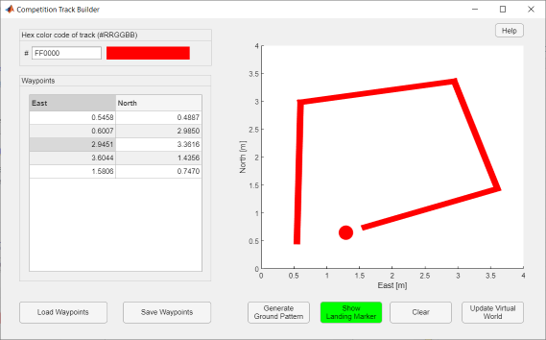 Competition Track Builder
Help
Hex color code of track (#RRGGBB)
# FF0000
Waypoints
East North
0.5458 0.4887
0.6007 2.9850
2.9451 3.3616
3.6044 1.4356
1.5806 0.7470
4
3.5
3
2.5
2
1.5
1
0.5
0
North [m]
0 0.5 1 1.5 2 2.5 3 3.5 4
East [m]
Load Waypoints
Save Waypoints
Generate
Ground Pattern
Show
Landing Marker
Clear
Update Virtual
World